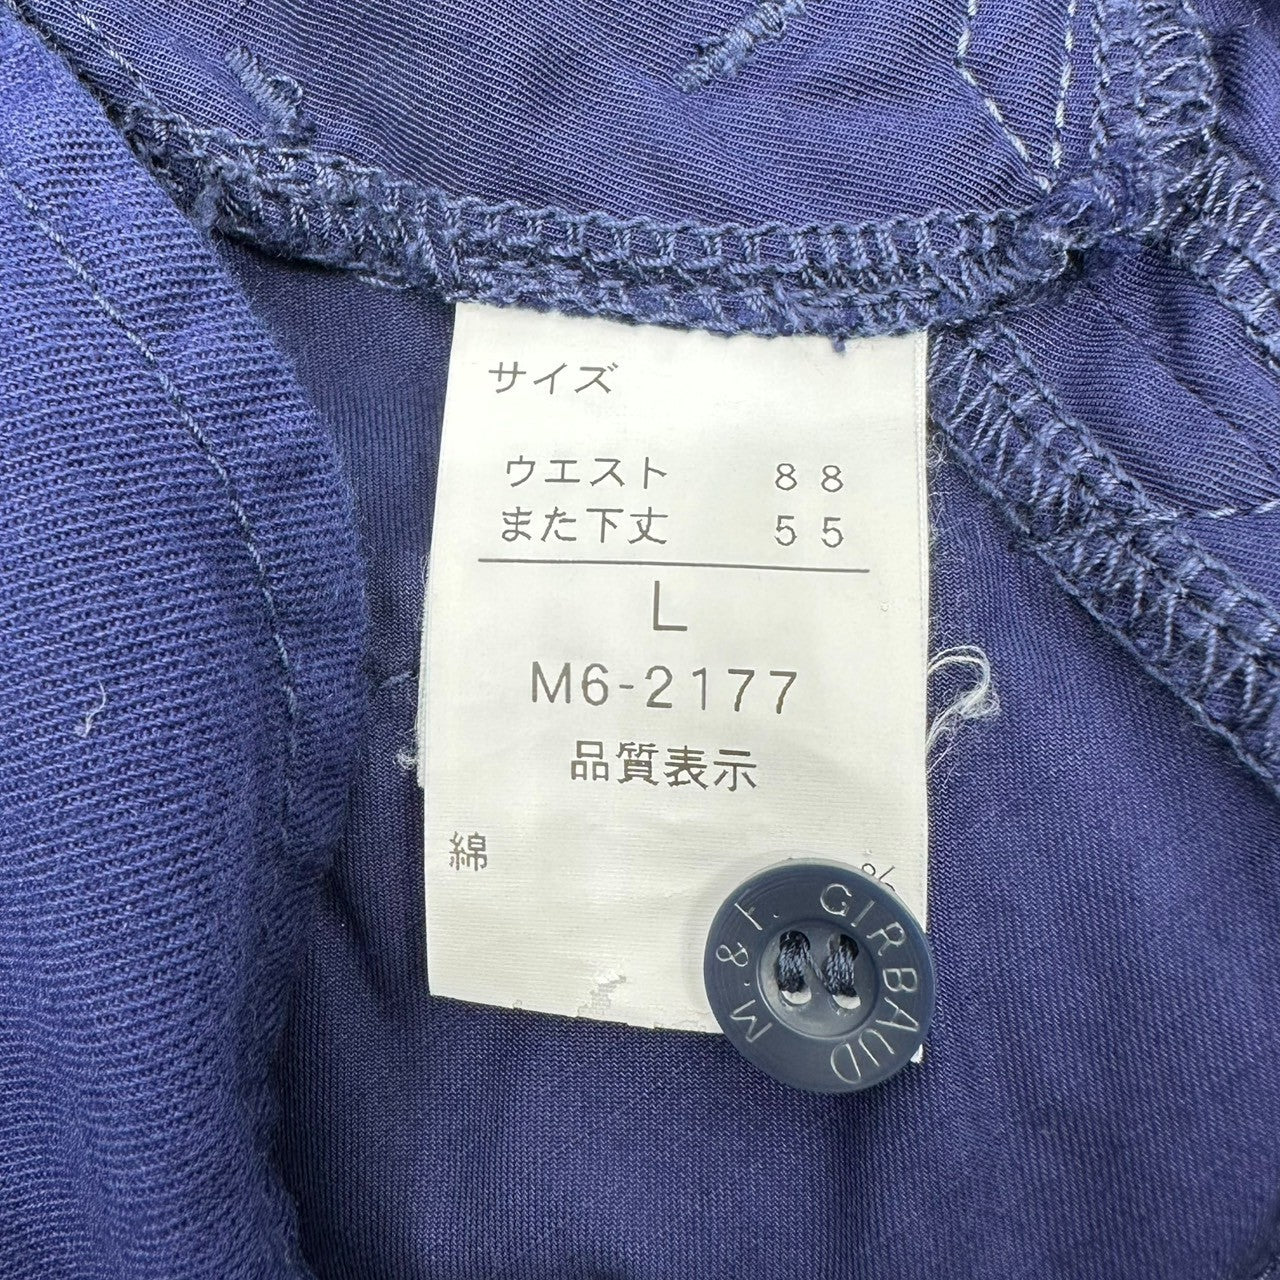 サイズ
ウエスト 88
また下丈 55
L
M6-2177
品質表示
綿 %
M.&F. GIRBAUD